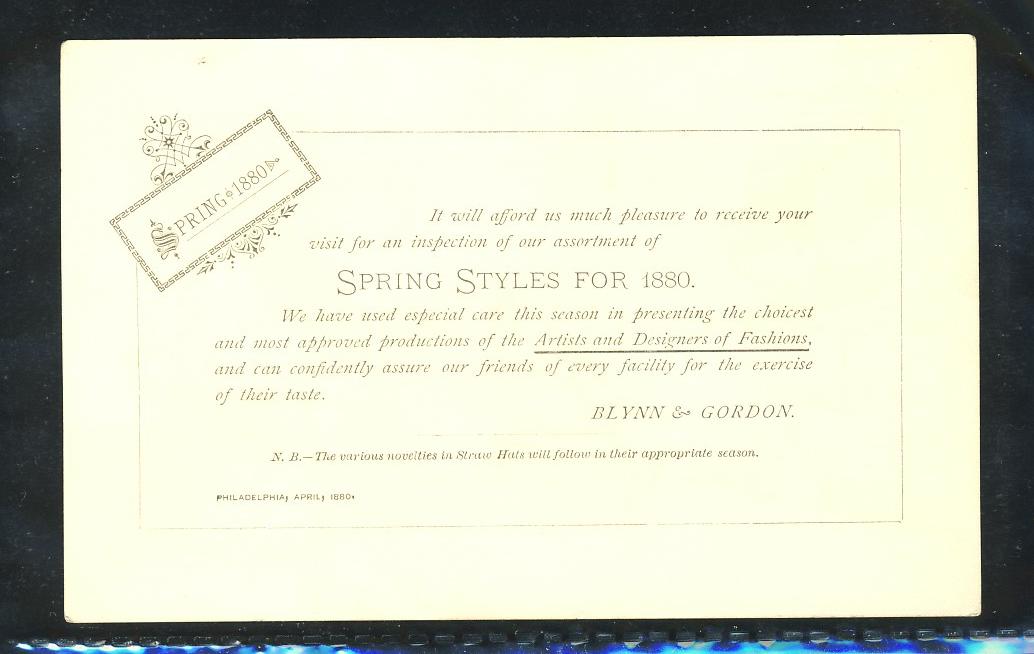 SPRING 1880
It will afford us much pleasure to receive your
visit for an inspection of our assortment of
SPRING STYLES FOR 1880.
We have used especial care this season in presenting the choicest
and most approved productions of the Artists and Designers of Fashions,
and can confidently assure our friends of every facility for the exercise
of their taste.
BLYNN & GORDON.
N. B.—The various novelties in Straw Hats will follow in their appropriate season.
PHILADELPHIA, APRIL, 1880.